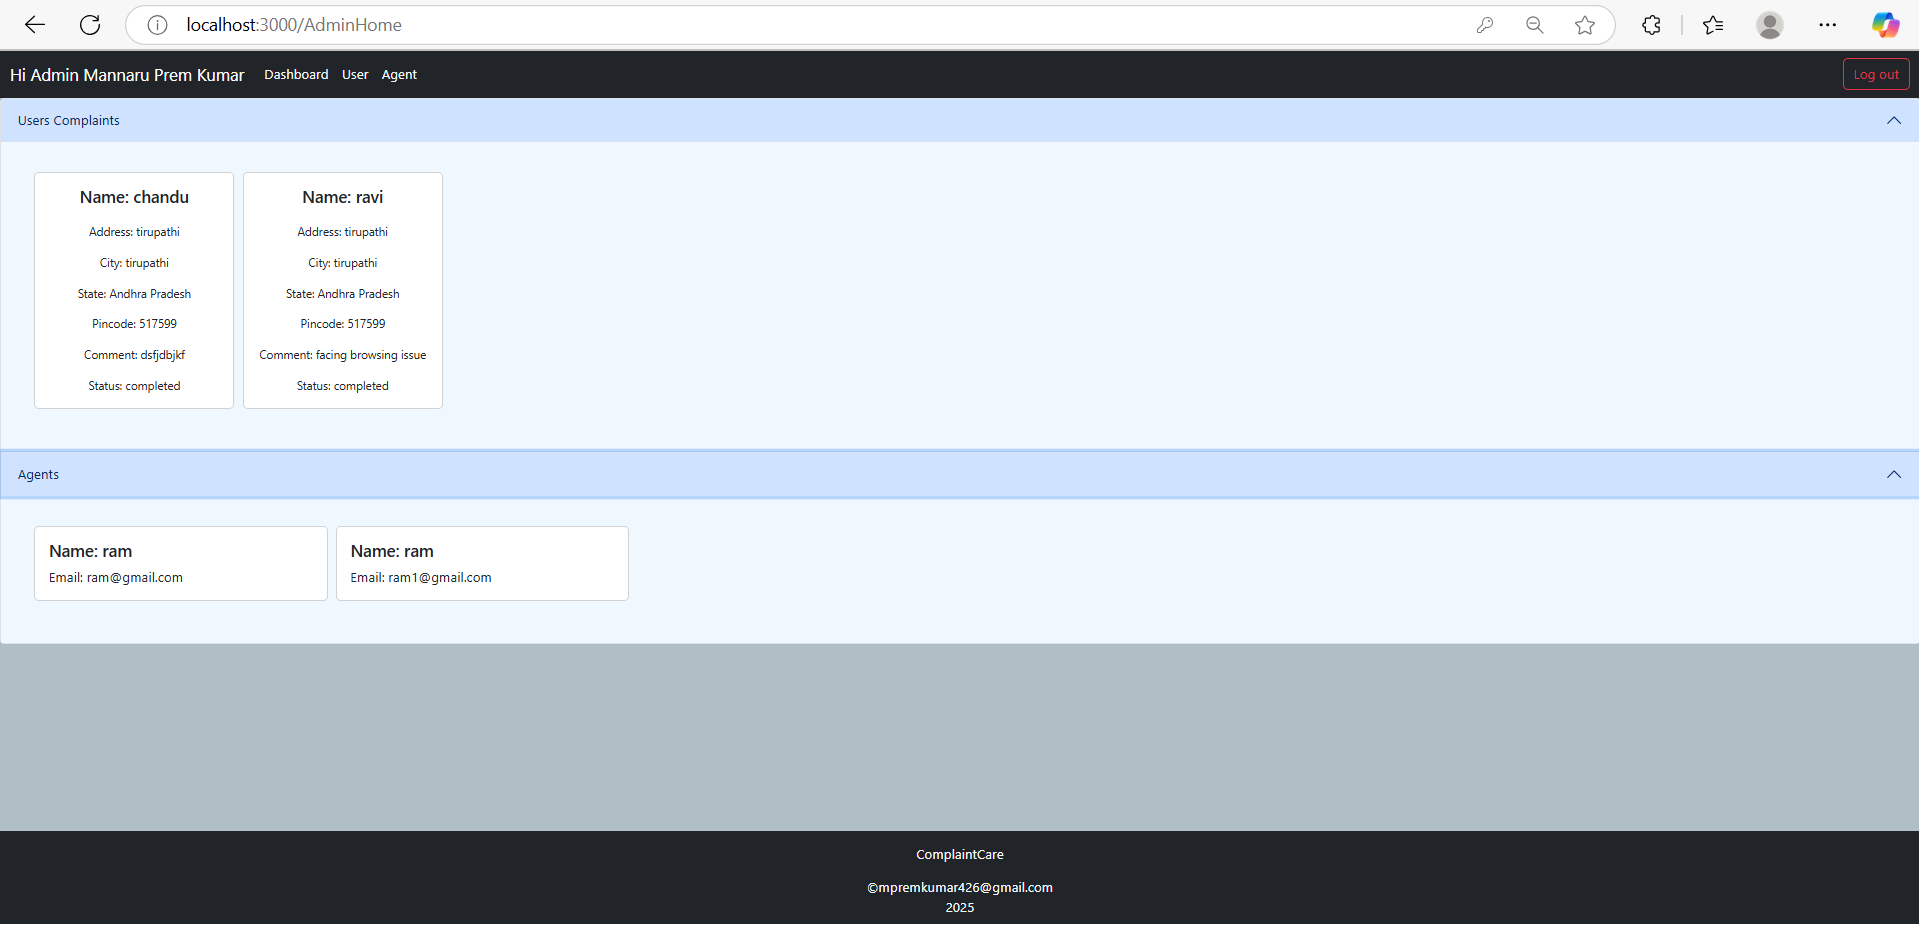 localhost:3000/AdminHome
Hi Admin Mannaru Prem Kumar Dashboard User Agent Log out
Users Complaints
Name: chandu
Address: tirupathi
City: tirupathi
State: Andhra Pradesh
Pincode: 517599
Comment: dsfjdbjkf
Status: completed
Name: ravi
Address: tirupathi
City: tirupathi
State: Andhra Pradesh
Pincode: 517599
Comment: facing browsing issue
Status: completed
Agents
Name: ram
Email: ram@gmail.com
Name: ram
Email: ram1@gmail.com
ComplaintCare
©mpremkumar426@gmail.com
2025